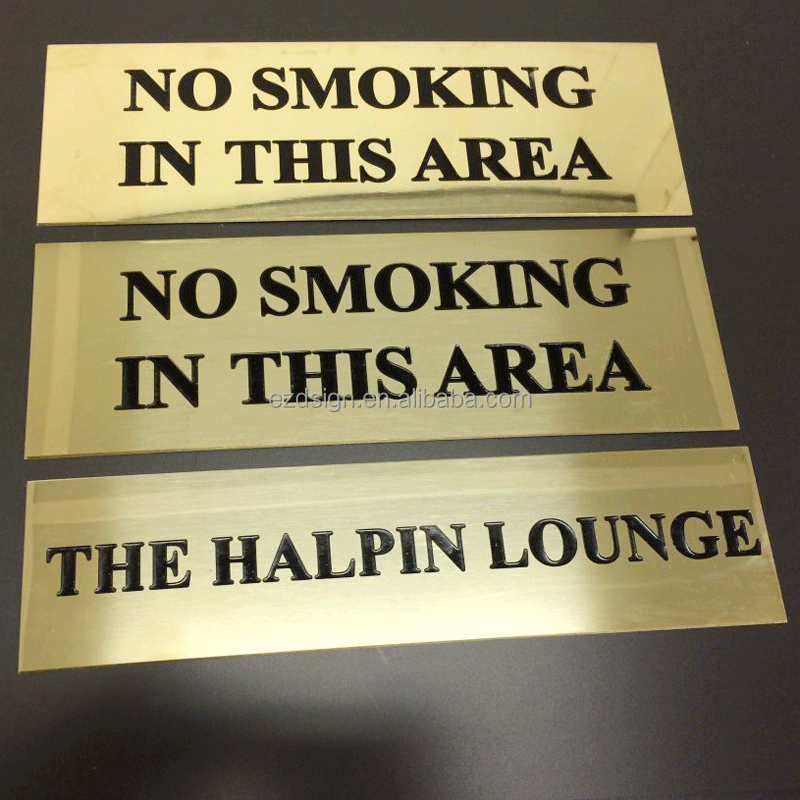 NO SMOKING
IN THIS AREA
NO SMOKING
IN THIS AREA
ezdsign.en.alibaba.com
THE HALPIN LOUNGE